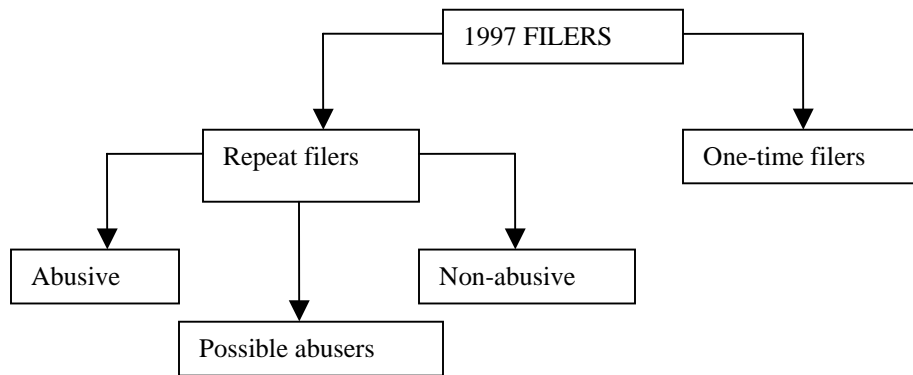 1997 FILERS
Repeat filers
One-time filers
Abusive
Non-abusive
Possible abusers